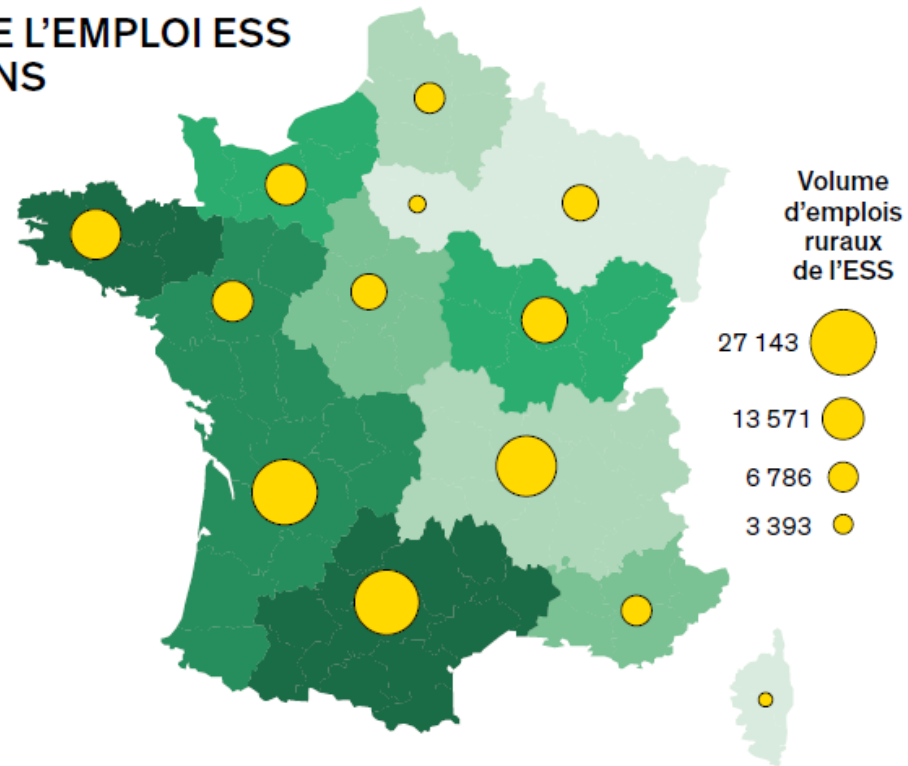 E L’EMPLOI ESS
NS
Volume
d’emplois
ruraux
de l’ESS
27 143
13 571
6 786
3 393